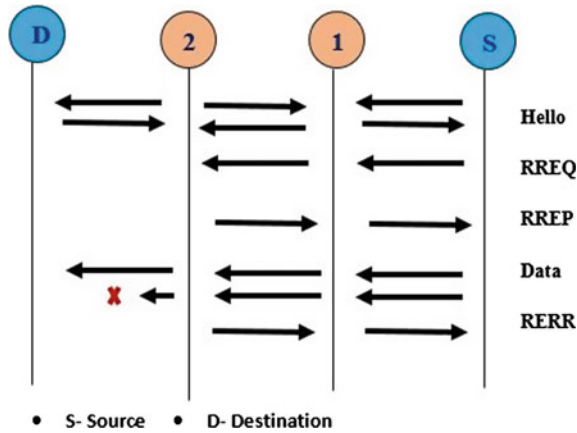 D 2 1 S
Hello
RREQ
RREP
Data
X
RERR
• S- Source • D- Destination